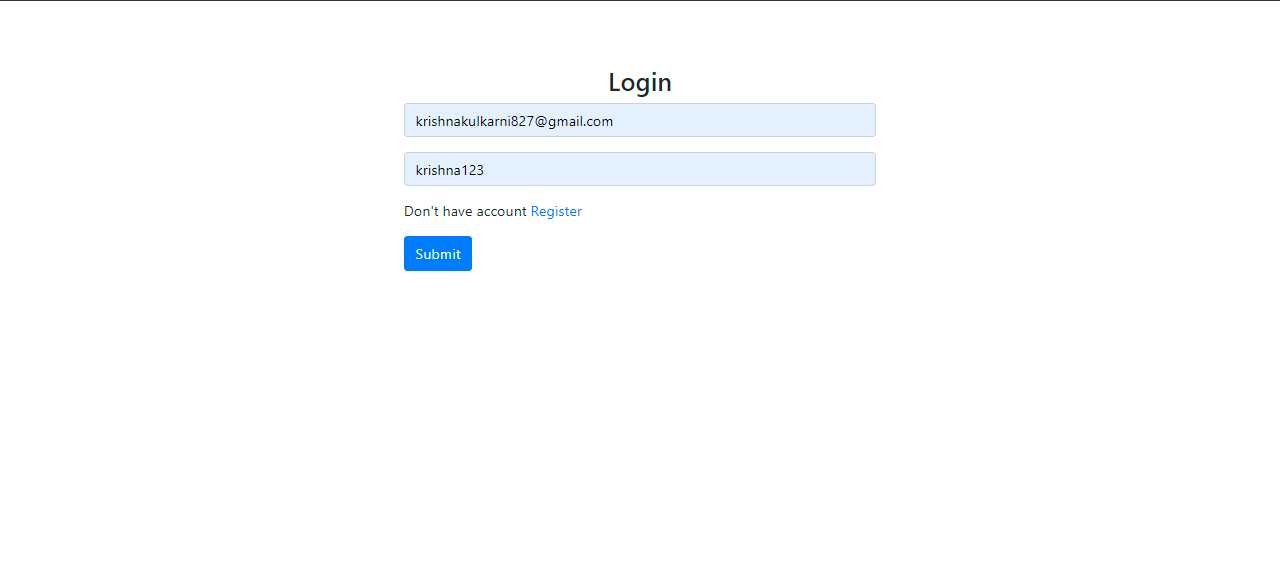 Login
krishnakulkarni827@gmail.com
krishna123
Don't have account Register
Submit